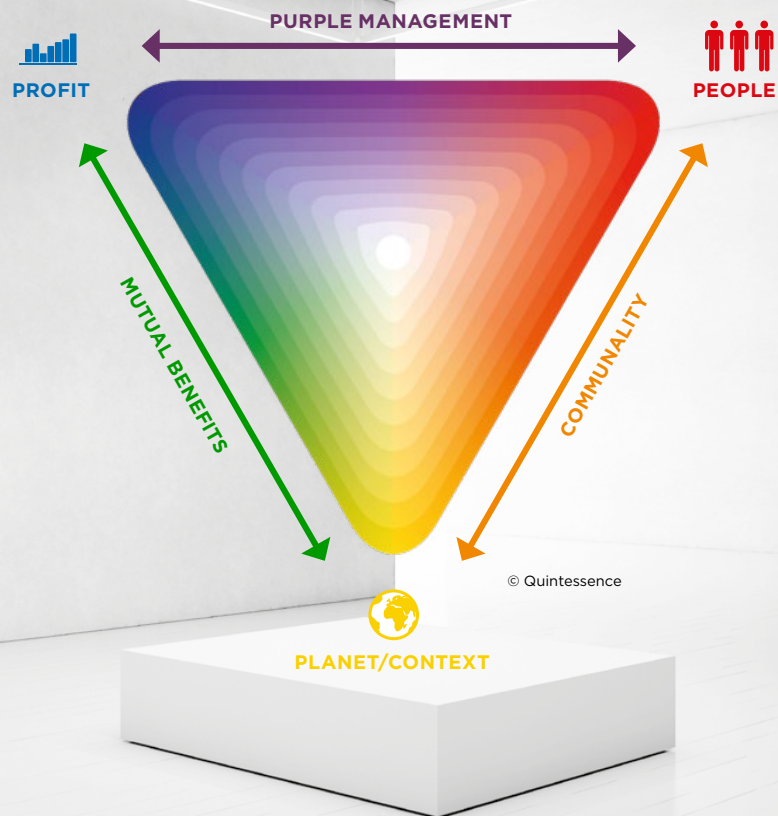 PURPLE MANAGEMENT
PROFIT
PEOPLE
MUTUAL BENEFITS
COMMUNALITY
© Quintessence
PLANET/CONTEXT